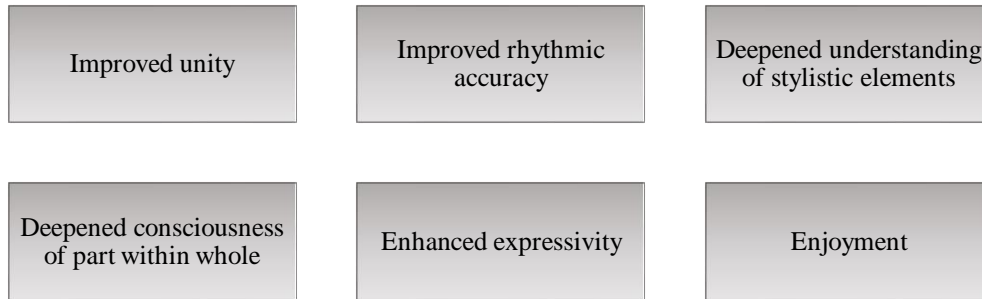 Improved unity
Improved rhythmic
accuracy
Deepened understanding
of stylistic elements
Deepened consciousness
of part within whole
Enhanced expressivity
Enjoyment